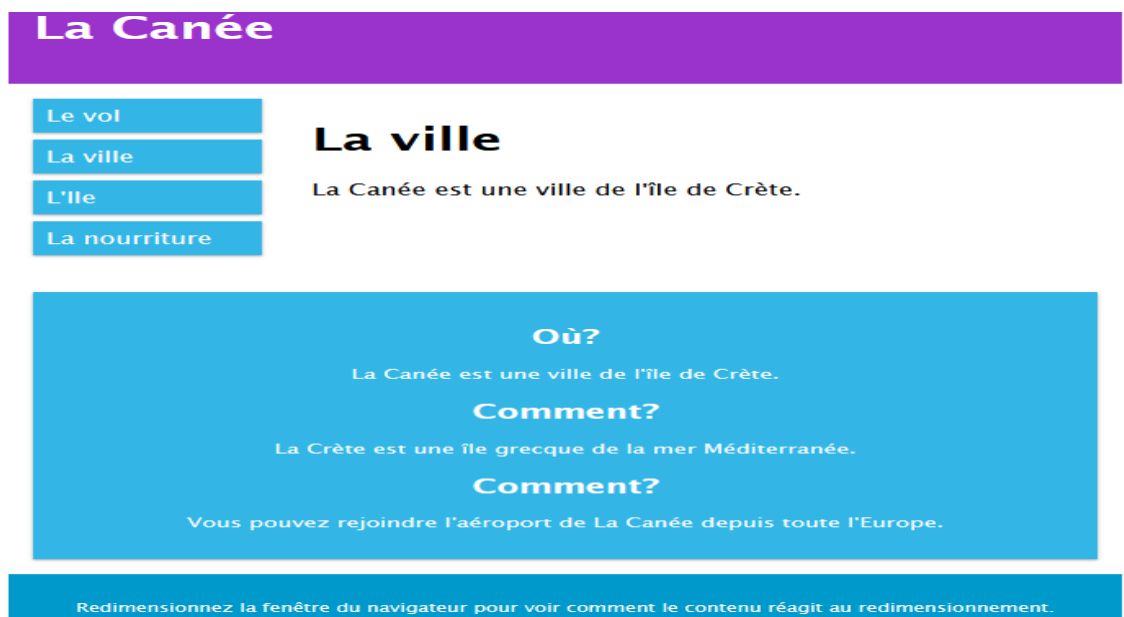 La Canée
Le vol
La ville
L'Ile
La nourriture
La ville
La Canée est une ville de l'île de Crète.
Où?
La Canée est une ville de l'île de Crète.
Comment?
La Crète est une île grecque de la mer Méditerranée.
Comment?
Vous pouvez rejoindre l'aéroport de La Canée depuis toute l'Europe.
Redimensionnez la fenêtre du navigateur pour voir comment le contenu réagit au redimensionnement.